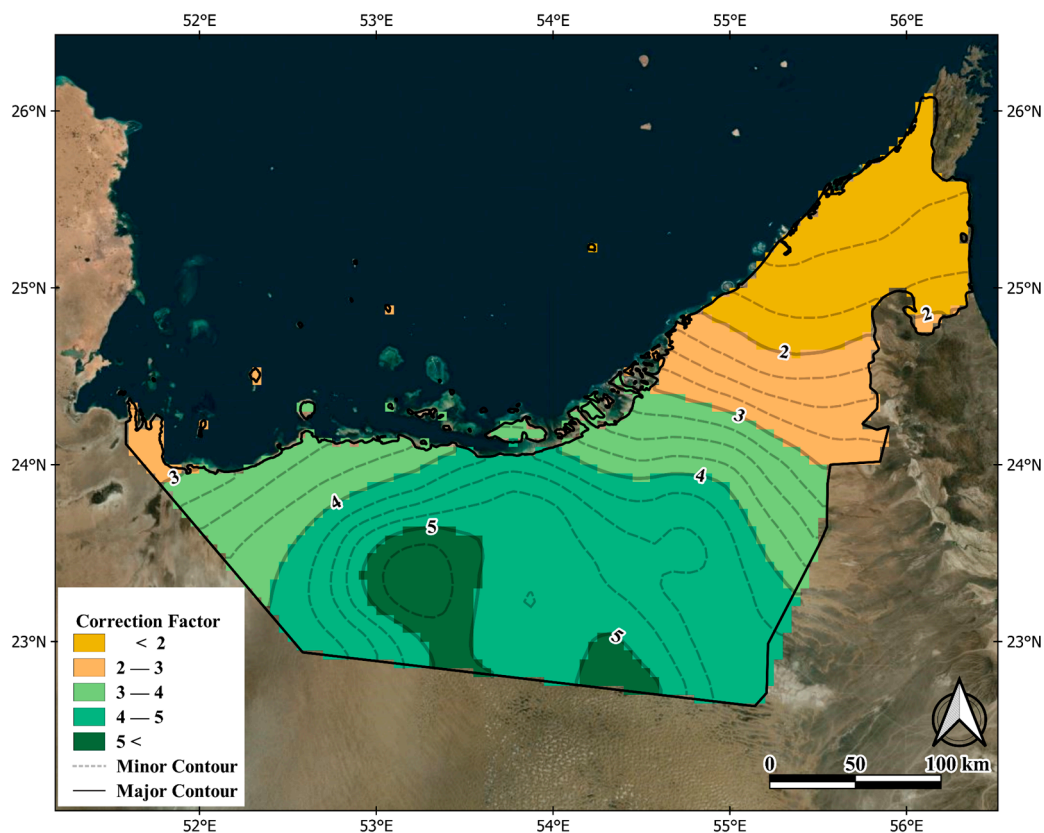 52°E 53°E 54°E 55°E 56°E
26°N 26°N
25°N 25°N
2
2
3
24°N 24°N
3
4
4
5
5
23°N 23°N
Correction Factor
< 2
2 — 3
3 — 4
4 — 5
5 <
Minor Contour
Major Contour
0 50 100 km
52°E 53°E 54°E 55°E 56°E